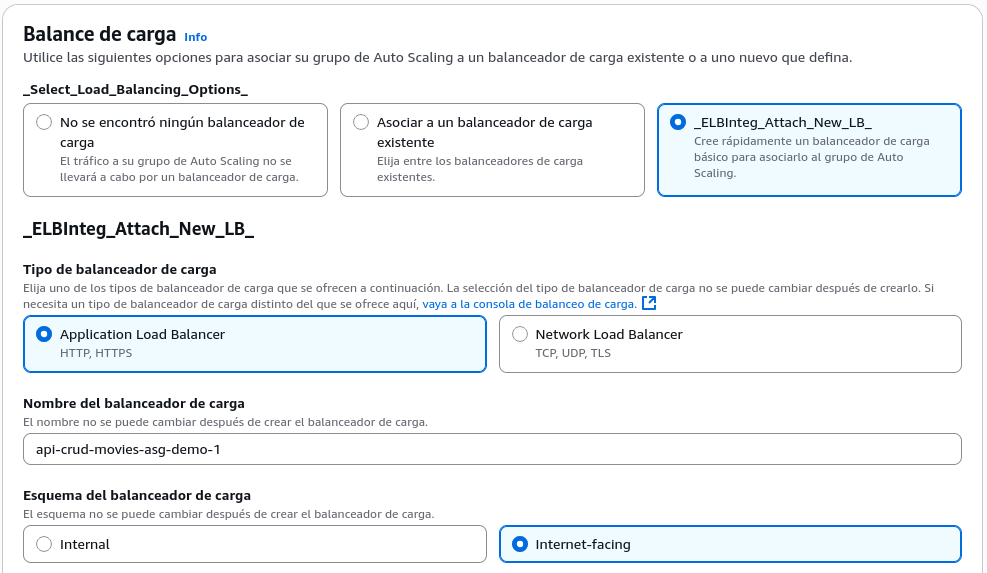 Balance de carga Info
Utilice las siguientes opciones para asociar su grupo de Auto Scaling a un balanceador de carga existente o a uno nuevo que defina.
_Select_Load_Balancing_Options_
No se encontró ningún balanceador de
carga
El tráfico a su grupo de Auto Scaling no se
llevará a cabo por un balanceador de carga.
Asociar a un balanceador de carga
existente
Elija entre los balanceadores de carga
existentes.
_ELBInteg_Attach_New_LB_
Cree rápidamente un balanceador de carga
básico para asociarlo al grupo de Auto
Scaling.
_ELBInteg_Attach_New_LB_
Tipo de balanceador de carga
Elija uno de los tipos de balanceador de carga que se ofrecen a continuación. La selección del tipo de balanceador de carga no se puede cambiar después de crearlo. Si
necesita un tipo de balanceador de carga distinto del que se ofrece aquí, vaya a la consola de balanceo de carga.
Application Load Balancer
HTTP, HTTPS
Network Load Balancer
TCP, UDP, TLS
Nombre del balanceador de carga
El nombre no se puede cambiar después de crear el balanceador de carga.
api-crud-movies-asg-demo-1
Esquema del balanceador de carga
El esquema no se puede cambiar después de crear el balanceador de carga.
Internal
Internet-facing